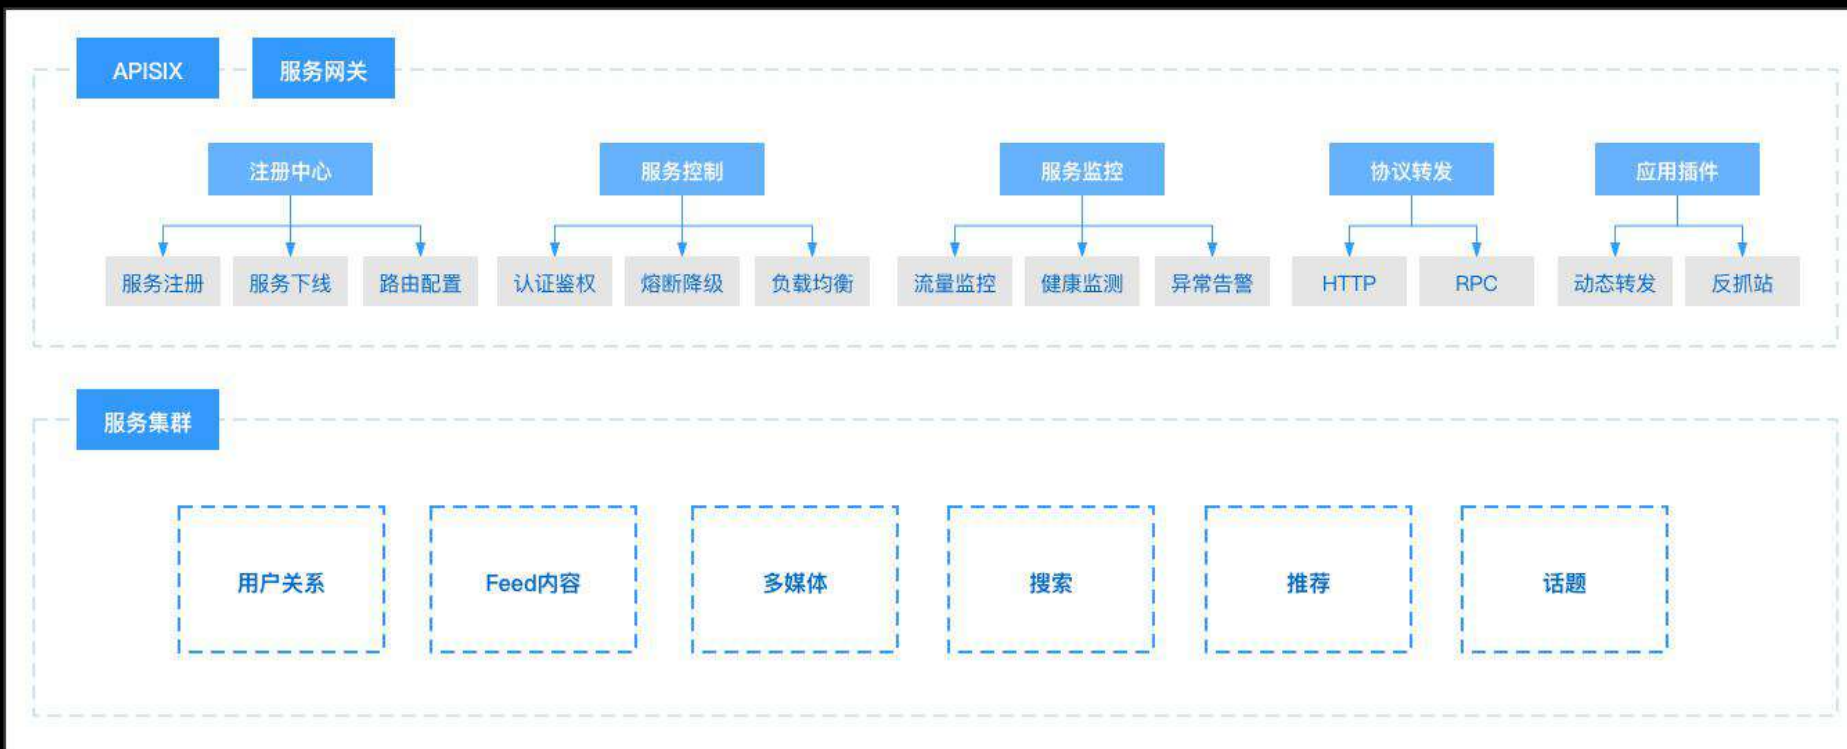 APISIX 服务网关
注册中心 服务控制 服务监控 协议转发 应用插件
服务注册 服务下线 路由配置 认证鉴权 熔断降级 负载均衡 流量监控 健康监测 异常告警 HTTP RPC 动态转发 反抓站
服务集群
用户关系 Feed内容 多媒体 搜索 推荐 话题